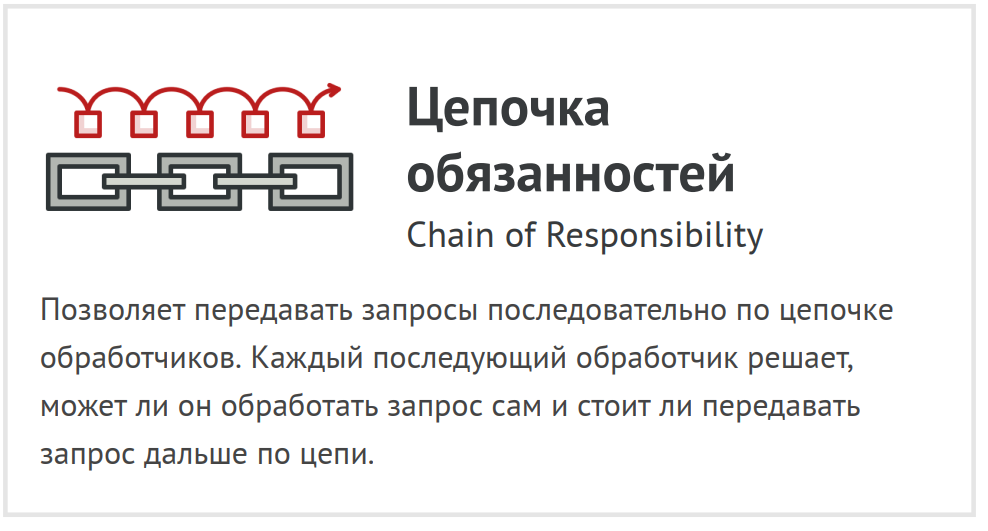 Цепочка
обязанностей
Chain of Responsibility
Позволяет передавать запросы последовательно по цепочке
обработчиков. Каждый последующий обработчик решает,
может ли он обработать запрос сам и стоит ли передавать
запрос дальше по цепи.